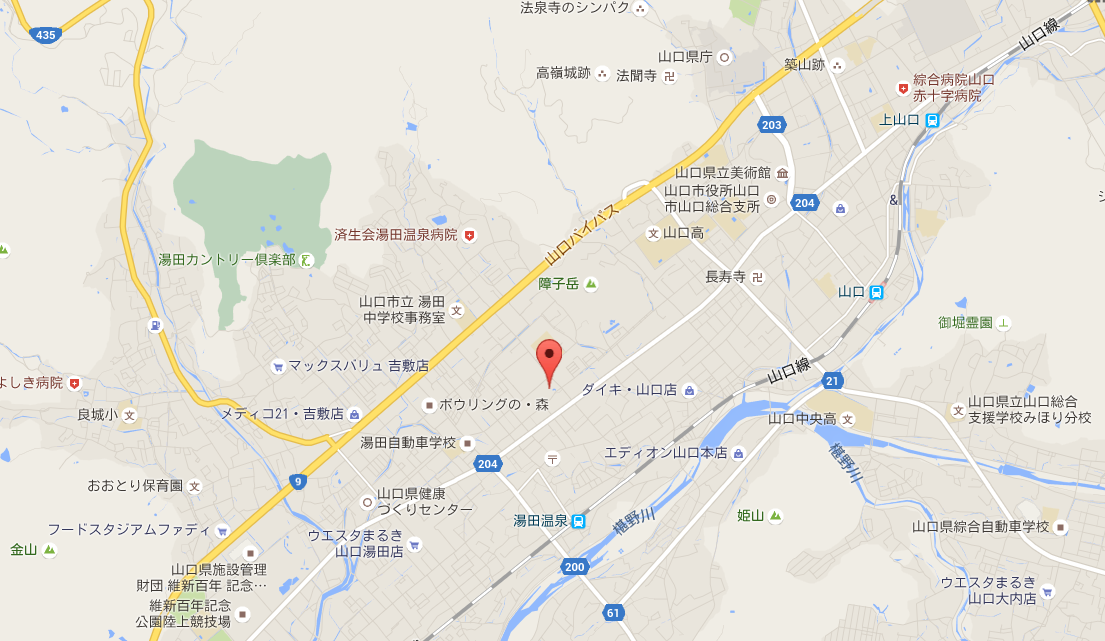 法泉寺のシンパク
435
山口線
山口県庁
築山跡
高嶺城跡
法聞寺
綜合病院山口
赤十字病院
上山口
203
山口県立美術館
山口市役所山口
市山口総合支所
204
&
山口バイパス
山口高
済生会湯田温泉病院
湯田カントリー倶楽部
長寿寺
障子岳
山口
山口市立 湯田
中学校事務室
御堀霊園
マックスバリュ 吉敷店
山口線
21
よしき病院
ダイキ・山口店
ボウリングの・森
山口県立山口総合
支援学校みほり分校
良城小
メディコ21・吉敷店
山口中央高
湯田自動車学校
エディオン山口本店
204
〒
椹野川
9
おおとり保育園
山口県健康
づくりセンター
湯田温泉
椹野川
姫山
山口県綜合自動車学校
フードスタジアムファディ
ウエスタまるき
山口湯田店
金山
200
山口県施設管理
財団 維新百年 記念…
ウエスタまるき
山口大内店
維新百年記念
公園陸上競技場
61